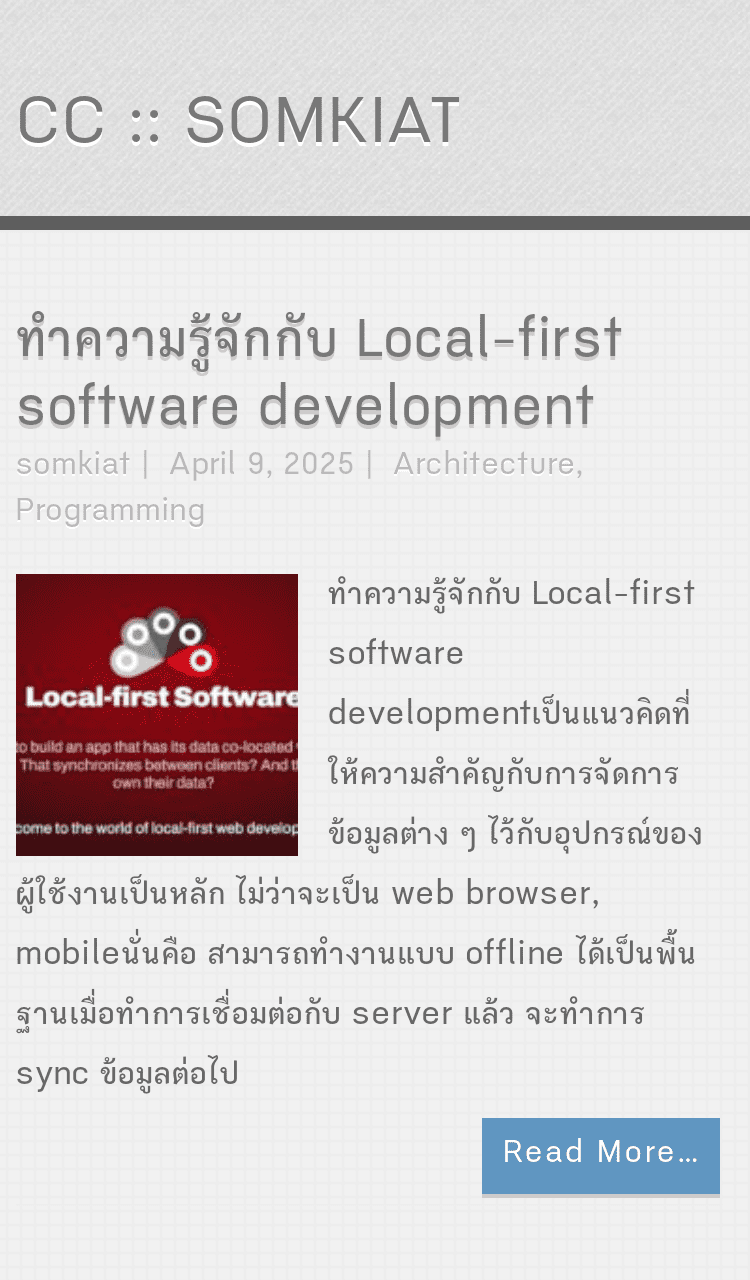 CC :: SOMKIAT
ทำความรู้จักกับ Local-first
software development
somkiat | April 9, 2025 | Architecture,
Programming
Local-first Software
to build an app that has its data co-located
That synchronizes between clients? And
own their data?
to the world of local-first web
ทำความรู้จักกับ Local-first
software
developmentเป็นแนวคิดที่
ให้ความสำคัญกับการจัดการ
ข้อมูลต่าง ๆ ไว้กับอุปกรณ์ของ
ผู้ใช้งานเป็นหลัก ไม่ว่าจะเป็น web browser,
mobileนั่นคือ สามารถทำงานแบบ offline ได้เป็นพื้น
ฐานเมื่อทำการเชื่อมต่อกับ server แล้ว จะทำการ
sync ข้อมูลต่อไป
Read More…